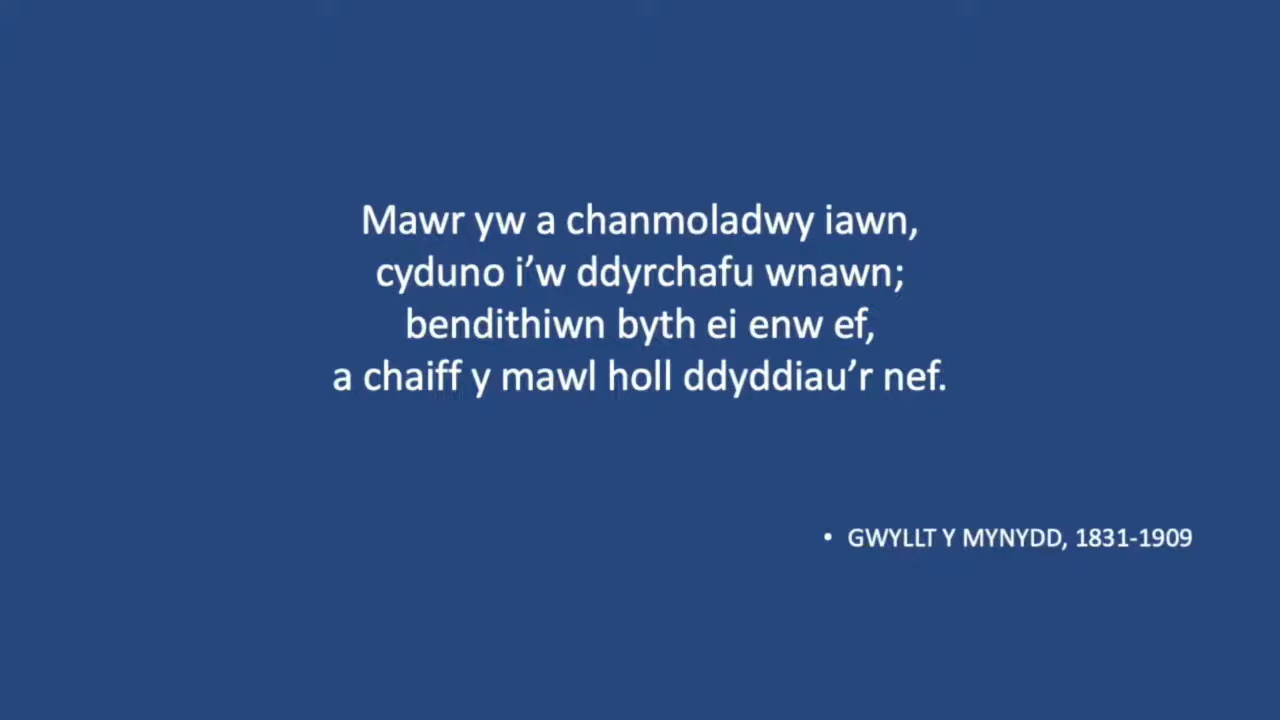 Mawr yw a chanmoladwy iawn,
cyduno i’w ddyrchafu wnawn;
bendithiwn byth ei enw ef,
a chaiff y mawl holl ddyddiau’r nef.
• GWYLLT Y MYNYDD, 1831-1909